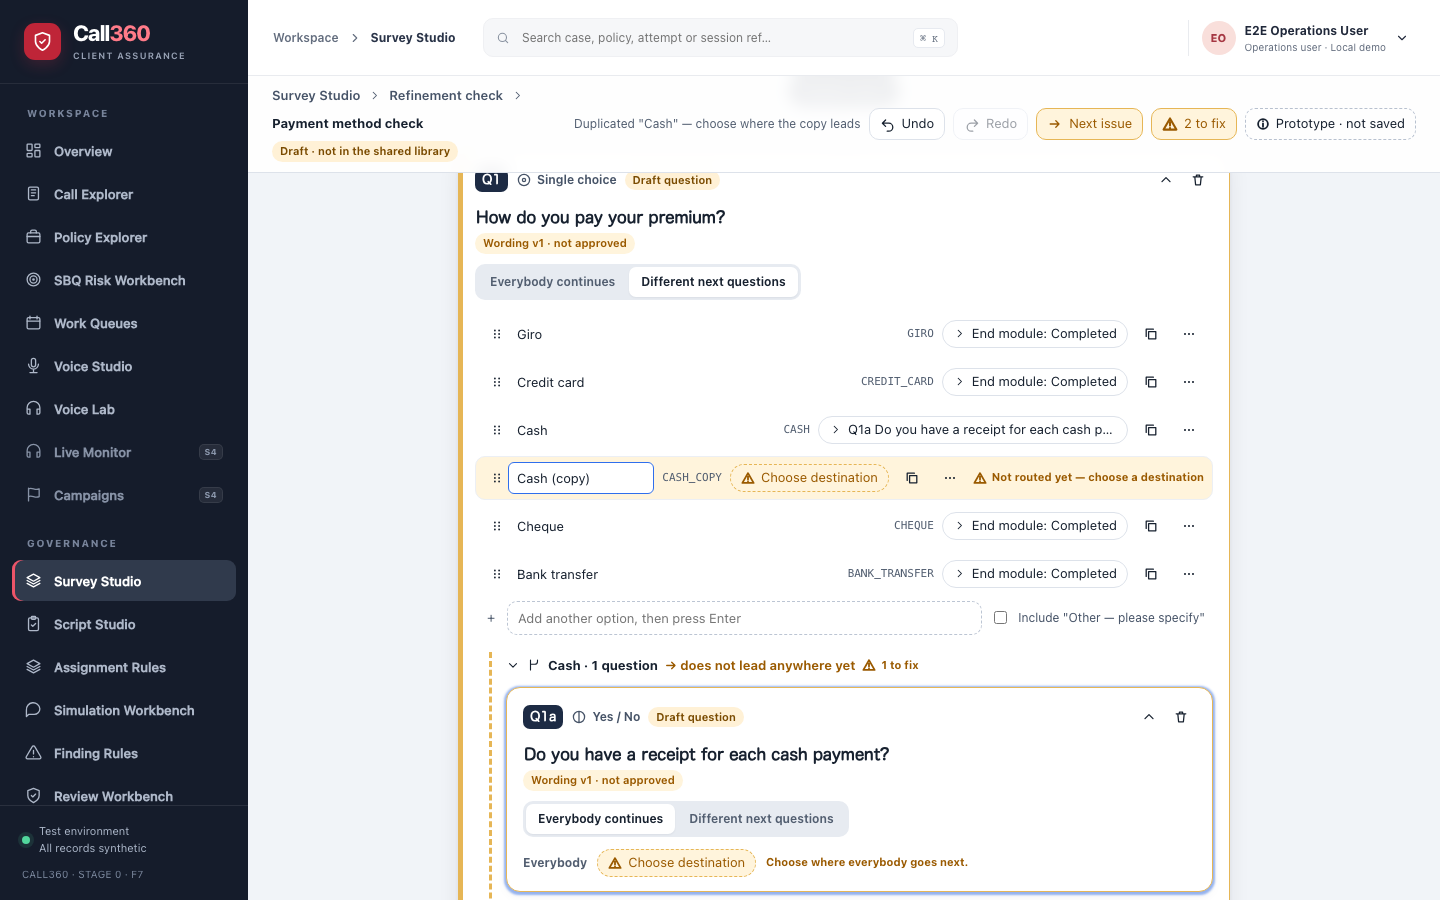 Call360
CLIENT ASSURANCE
WORKSPACE
Overview
Call Explorer
Policy Explorer
SBQ Risk Workbench
Work Queues
Voice Studio
Voice Lab
Live Monitor S4
Campaigns S4
GOVERNANCE
Survey Studio
Script Studio
Assignment Rules
Simulation Workbench
Finding Rules
Review Workbench
Test environment
All records synthetic
CALL360 · STAGE 0 · F7
Workspace > Survey Studio
Search case, policy, attempt or session ref... ⌘ K
EO
E2E Operations User
Operations user · Local demo
Survey Studio > Refinement check >
Payment method check
Draft · not in the shared library
Duplicated "Cash" — choose where the copy leads
Undo
Redo
Next issue
2 to fix
Prototype · not saved
Q1 Single choice Draft question
How do you pay your premium?
Wording v1 · not approved
Everybody continues Different next questions
Giro GIRO > End module: Completed
Credit card CREDIT_CARD > End module: Completed
Cash CASH > Q1a Do you have a receipt for each cash p...
Cash (copy) CASH_COPY Choose destination Not routed yet — choose a destination
Cheque CHEQUE > End module: Completed
Bank transfer BANK_TRANSFER > End module: Completed
+ Add another option, then press Enter Include "Other — please specify"
Cash · 1 question → does not lead anywhere yet 1 to fix
Q1a Yes / No Draft question
Do you have a receipt for each cash payment?
Wording v1 · not approved
Everybody continues Different next questions
Everybody Choose destination Choose where everybody goes next.